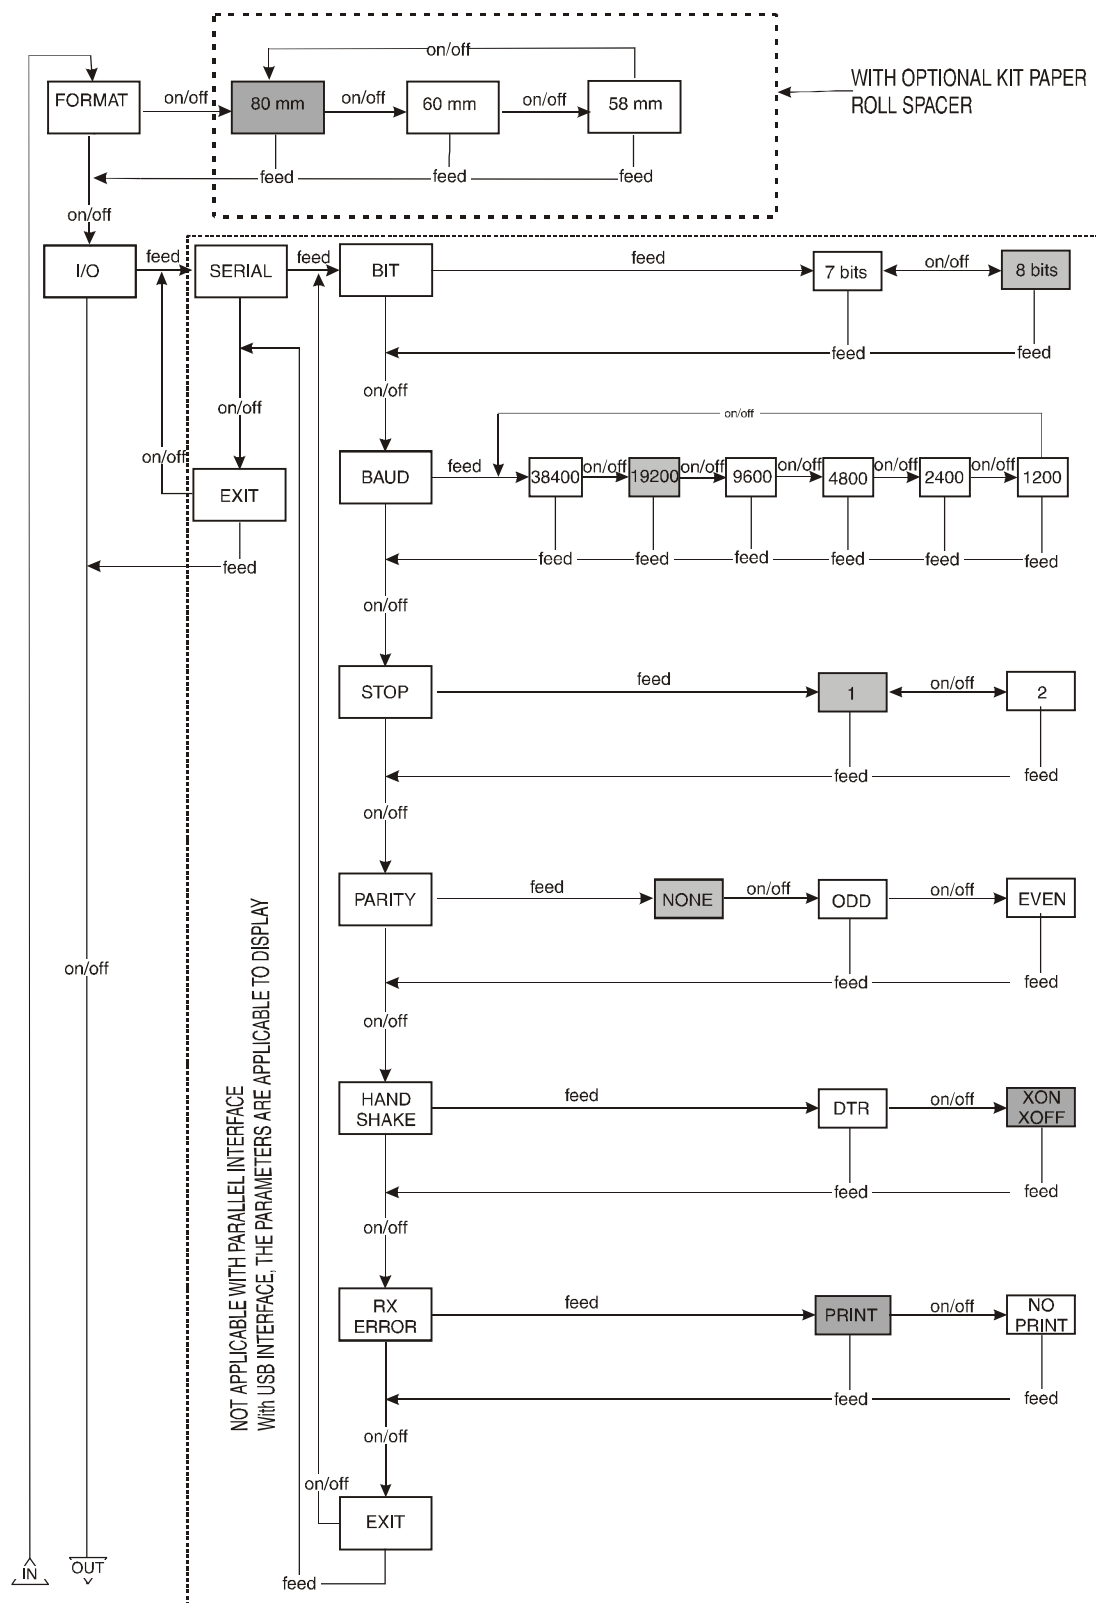 on/off
FORMAT
on/off
80 mm
on/off
60 mm
on/off
58 mm
WITH OPTIONAL KIT PAPER
ROLL SPACER
feed
feed
feed
on/off
I/O
feed
SERIAL
feed
BIT
feed
7 bits
on/off
8 bits
feed
feed
on/off
on/off
on/off
on/off
EXIT
feed
BAUD
feed
38400
on/off
19200
on/off
9600
on/off
4800
on/off
2400
on/off
1200
feed
feed
feed
feed
feed
feed
on/off
STOP
feed
1
on/off
2
feed
feed
on/off
PARITY
feed
NONE
on/off
ODD
on/off
EVEN
feed
feed
on/off
on/off
NOT APPLICABLE WITH PARALLEL INTERFACE
With USB INTERFACE, THE PARAMETERS ARE APPLICABLE TO DISPLAY
HAND
SHAKE
feed
DTR
on/off
XON
XOFF
feed
feed
on/off
RX
ERROR
feed
PRINT
on/off
NO
PRINT
feed
feed
on/off
on/off
EXIT
feed
IN
OUT